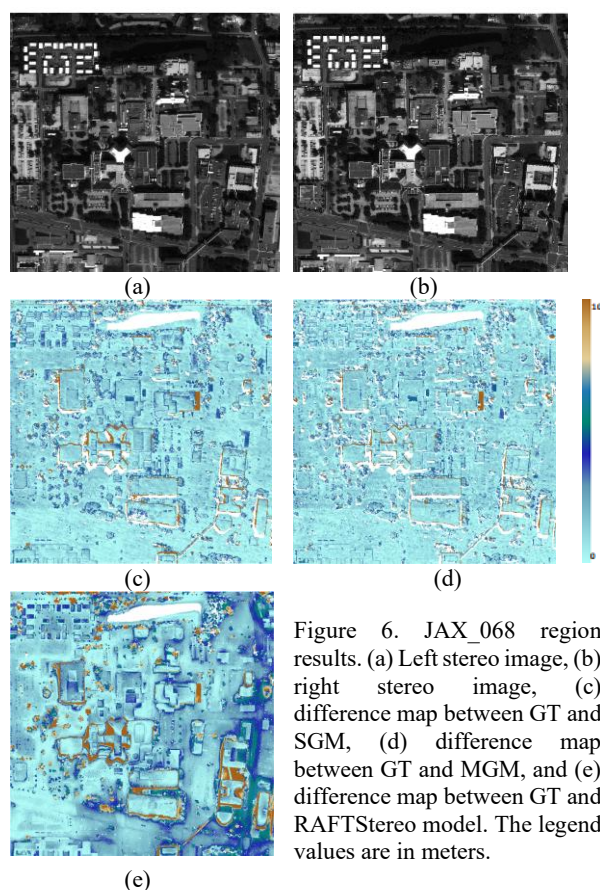 (a)
(b)
16
0
(c)
(d)
Figure 6. JAX_068 region
results. (a) Left stereo image, (b)
right stereo image, (c)
difference map between GT and
SGM, (d) difference map
between GT and MGM, and (e)
difference map between GT and
RAFTStereo model. The legend
values are in meters.
(e)